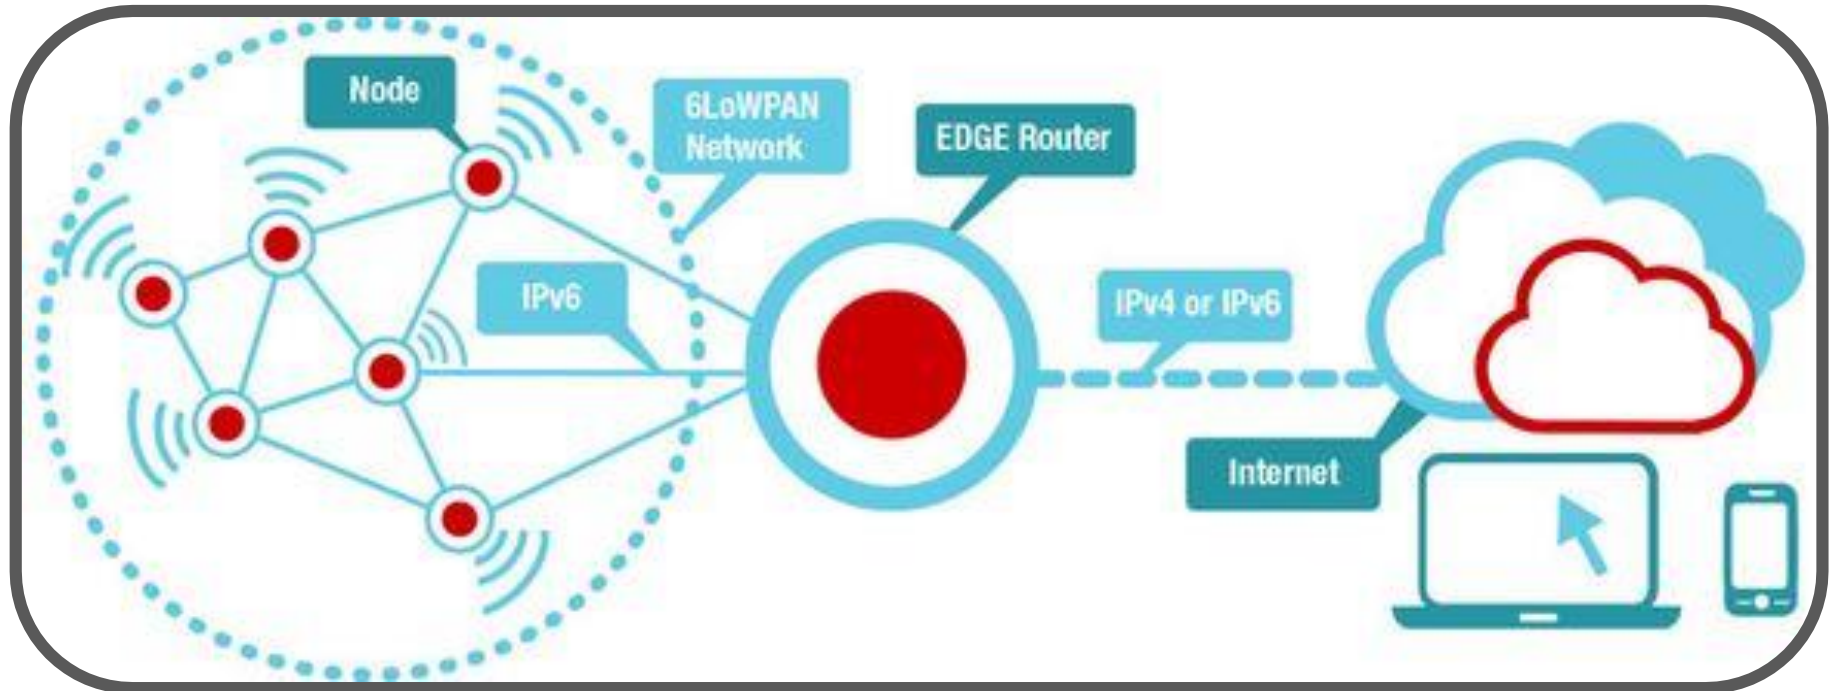 Node
6LoWPAN
Network
EDGE Router
IPv6
IPv4 or IPv6
Internet